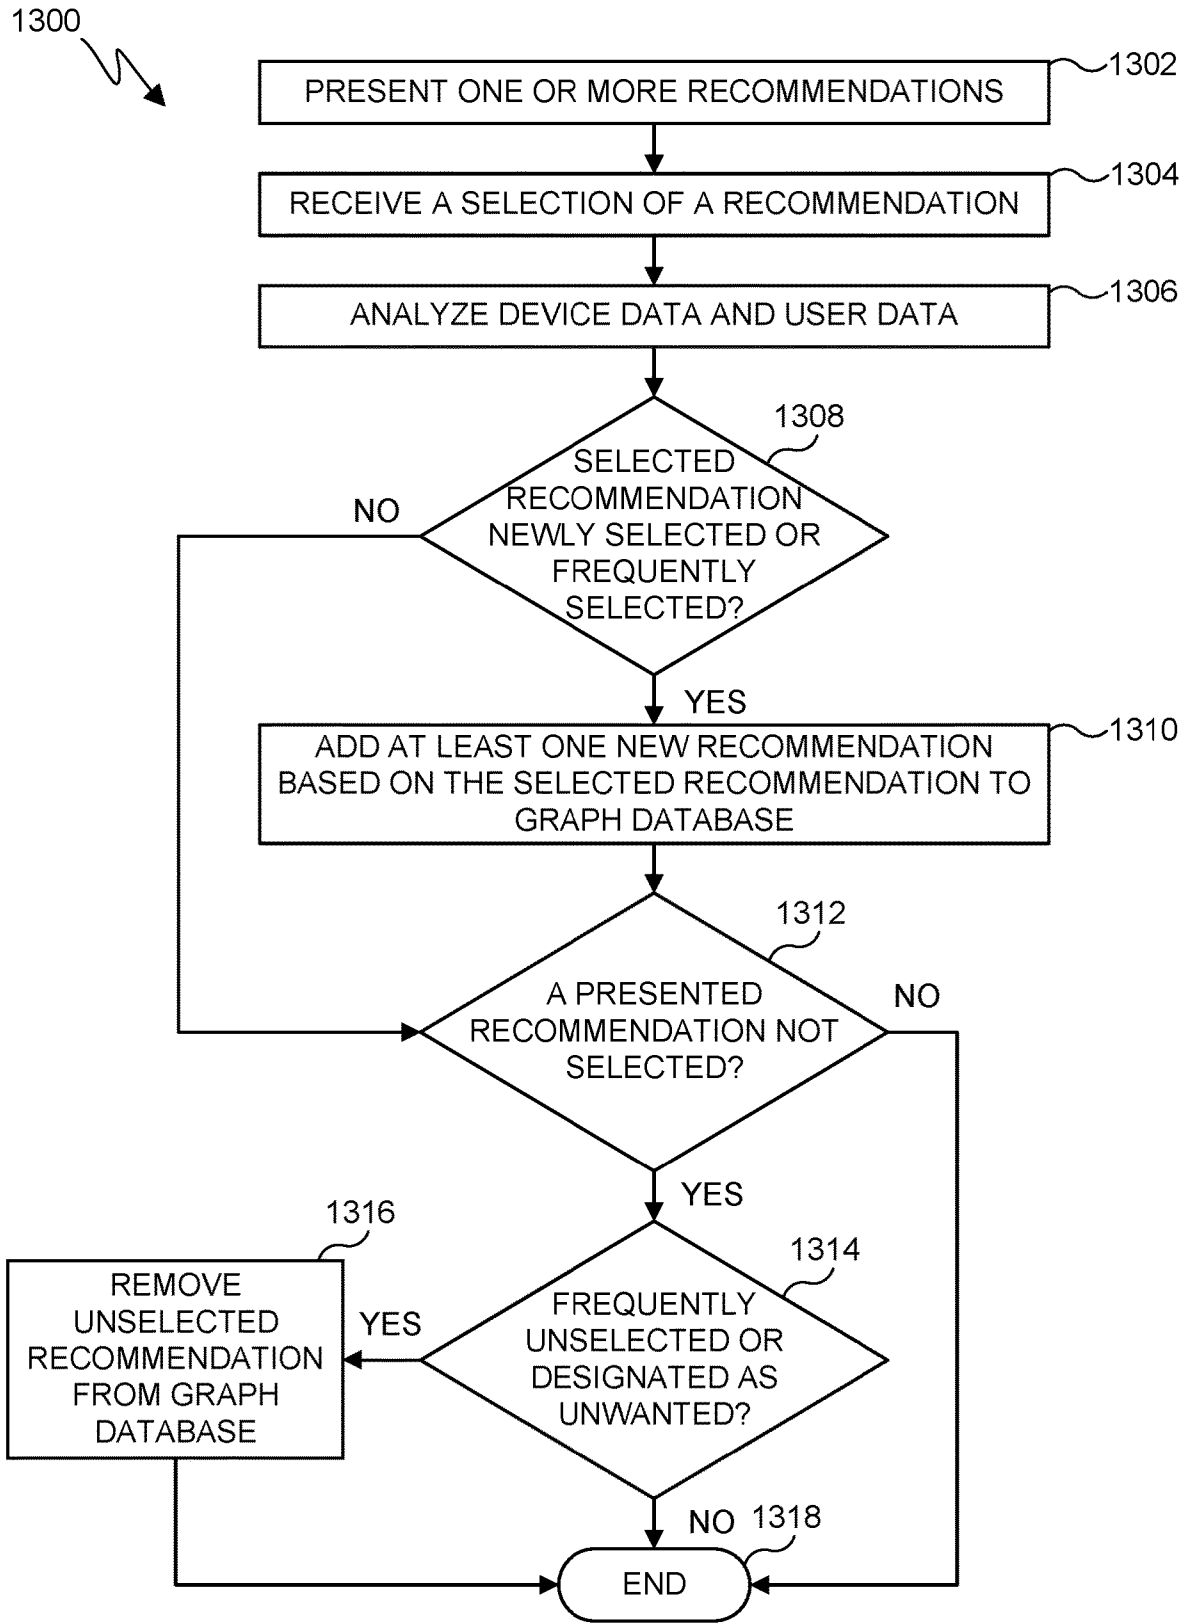 1300
1302
PRESENT ONE OR MORE RECOMMENDATIONS
1304
RECEIVE A SELECTION OF A RECOMMENDATION
1306
ANALYZE DEVICE DATA AND USER DATA
1308
SELECTED
RECOMMENDATION
NEWLY SELECTED OR
FREQUENTLY
SELECTED?
NO
YES
1310
ADD AT LEAST ONE NEW RECOMMENDATION
BASED ON THE SELECTED RECOMMENDATION TO
GRAPH DATABASE
1312
A PRESENTED
RECOMMENDATION NOT
SELECTED?
NO
YES
1314
FREQUENTLY
UNSELECTED OR
DESIGNATED AS
UNWANTED?
YES
1316
REMOVE
UNSELECTED
RECOMMENDATION
FROM GRAPH
DATABASE
NO
1318
END